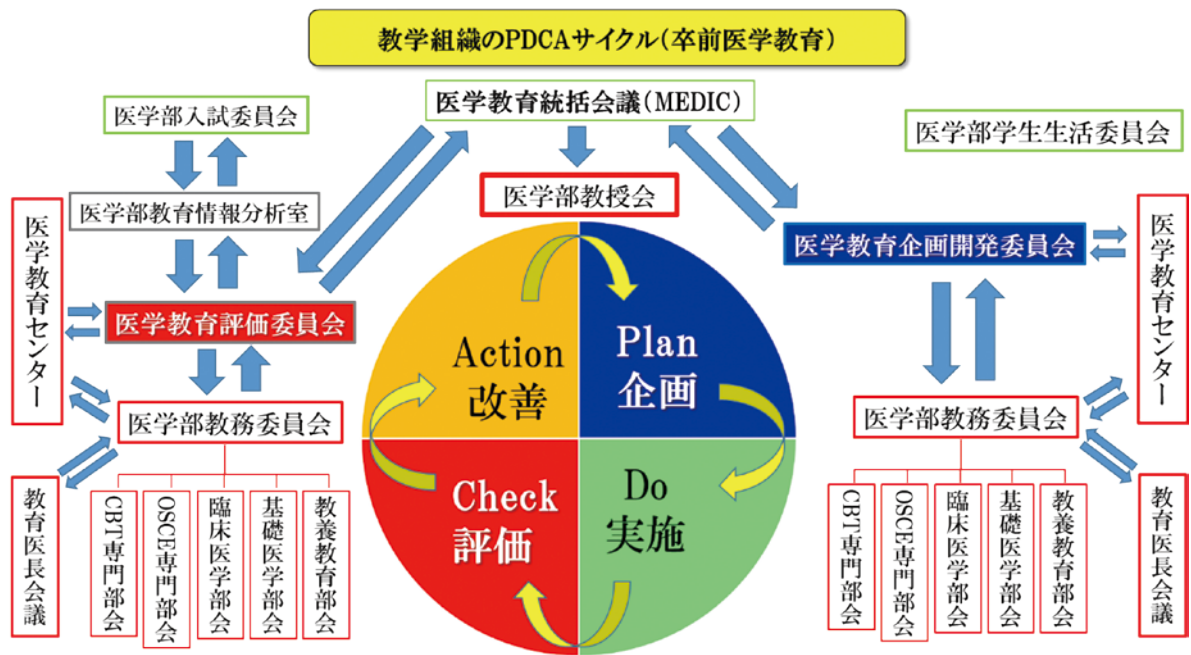 教学組織のPDCAサイクル(卒前医学教育)
医学教育統括会議(MEDIC)
医学部入試委員会
医学部学生生活委員会
医学部教授会
医学部教育情報分析室
医学教育センター
医学教育評価委員会
医学部教務委員会
教育医長会議
CBT専門部会
OSCE専門部会
臨床医学部会
基礎医学部会
教養教育部会
Action
改善
Plan
企画
Check
評価
Do
実施
医学教育企画開発委員会
医学教育センター
医学部教務委員会
CBT専門部会
OSCE専門部会
臨床医学部会
基礎医学部会
教養教育部会
教育医長会議